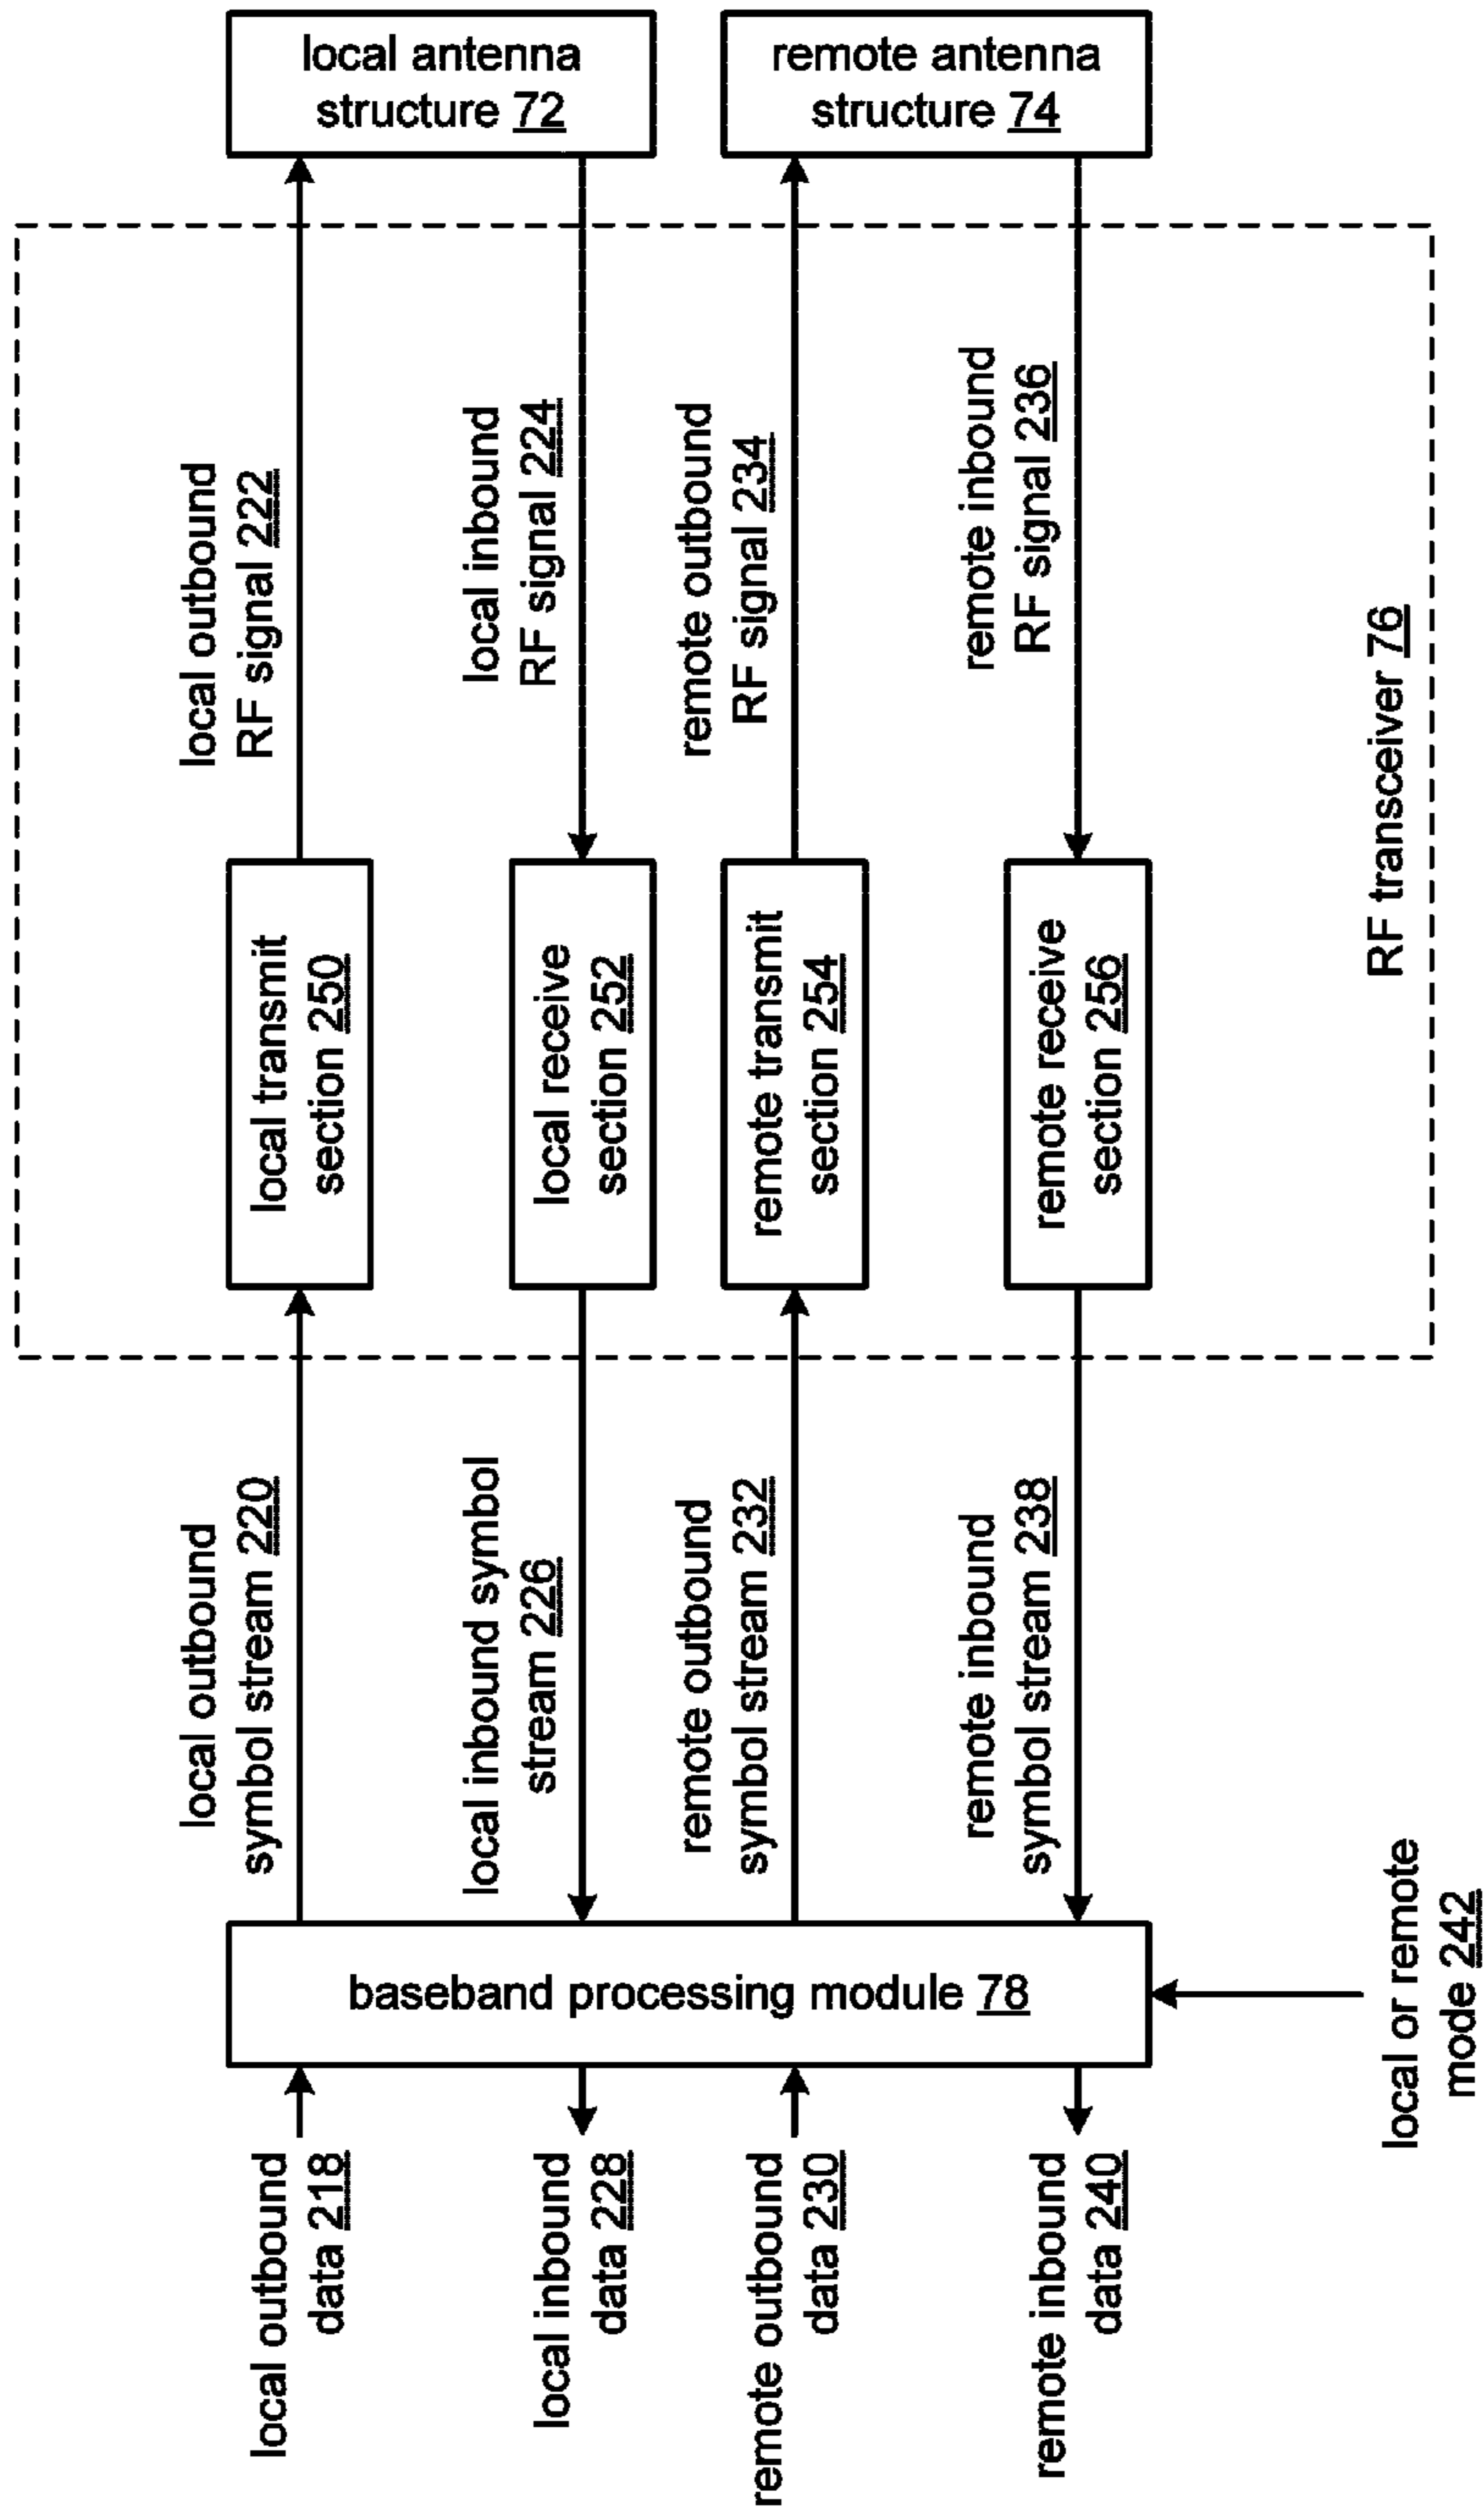 local antenna
structure 72
remote antenna
structure 74
local outbound
RF signal 222
local inbound
RF signal 224
remote outbound
RF signal 234
remote inbound
RF signal 236
RF transceiver 76
local transmit
section 250
local receive
section 252
remote transmit
section 254
remote receive
section 256
local outbound
symbol stream 220
local inbound symbol
stream 226
remote outbound
symbol stream 232
remote inbound
symbol stream 238
baseband processing module 78
local or remote
mode 242
local outbound
data 218
local inbound
data 228
remote outbound
data 230
remote inbound
data 240